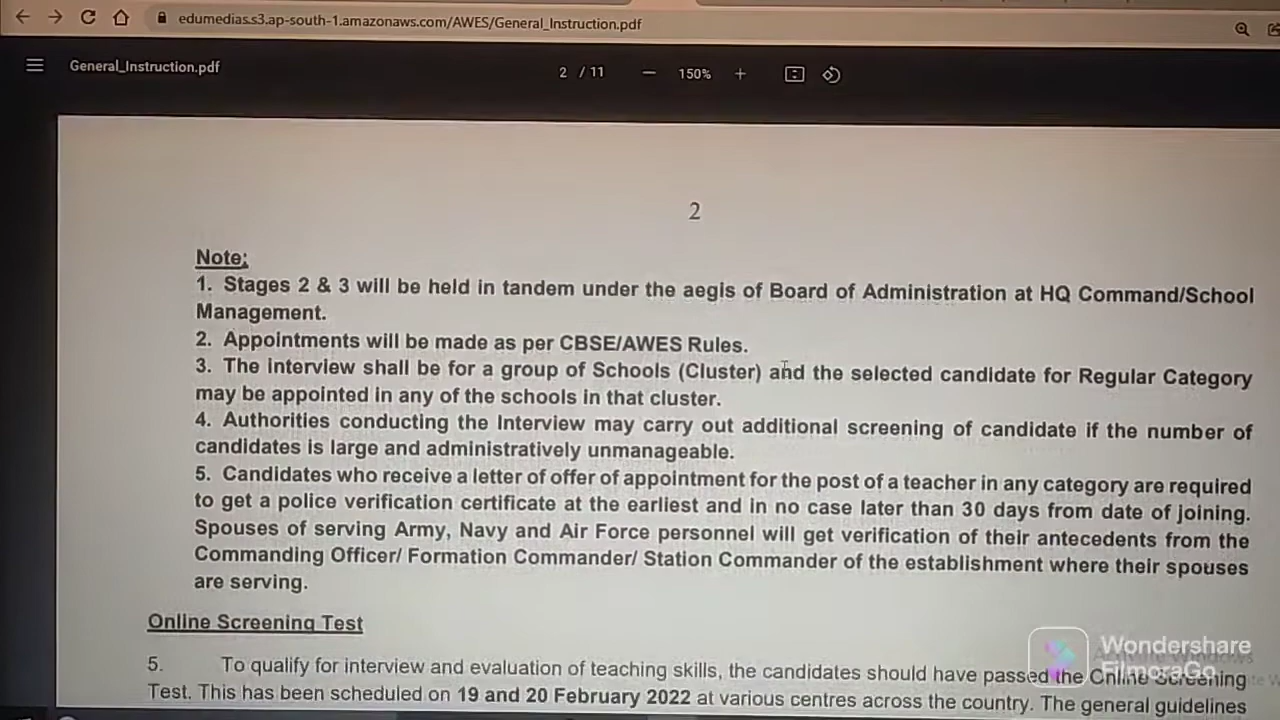 edumedias.s3.ap-south-1.amazonaws.com/AWES/General_Instruction.pdf
General_Instruction.pdf
2 / 11
150%
2
Note:
1. Stages 2 & 3 will be held in tandem under the aegis of Board of Administration at HQ Command/School
Management.
2. Appointments will be made as per CBSE/AWES Rules.
3. The Interview shall be for a group of Schools (Cluster) and the selected candidate for Regular Category
may be appointed in any of the schools in that cluster.
4. Authorities conducting the Interview may carry out additional screening of candidate if the number of
candidates is large and administratively unmanageable.
5. Candidates who receive a letter of offer of appointment for the post of a teacher in any category are required
to get a police verification certificate at the earliest and in no case later than 30 days from date of joining.
Spouses of serving Army, Navy and Air Force personnel will get verification of their antecedents from the
Commanding Officer/ Formation Commander/ Station Commander of the establishment where their spouses
are serving.
Online Screening Test
5. To qualify for interview and evaluation of teaching skills, the candidates should have passed the Online Screening
Test. This has been scheduled on 19 and 20 February 2022 at various centres across the country. The general guidelines
Wondershare
FilmoraGo